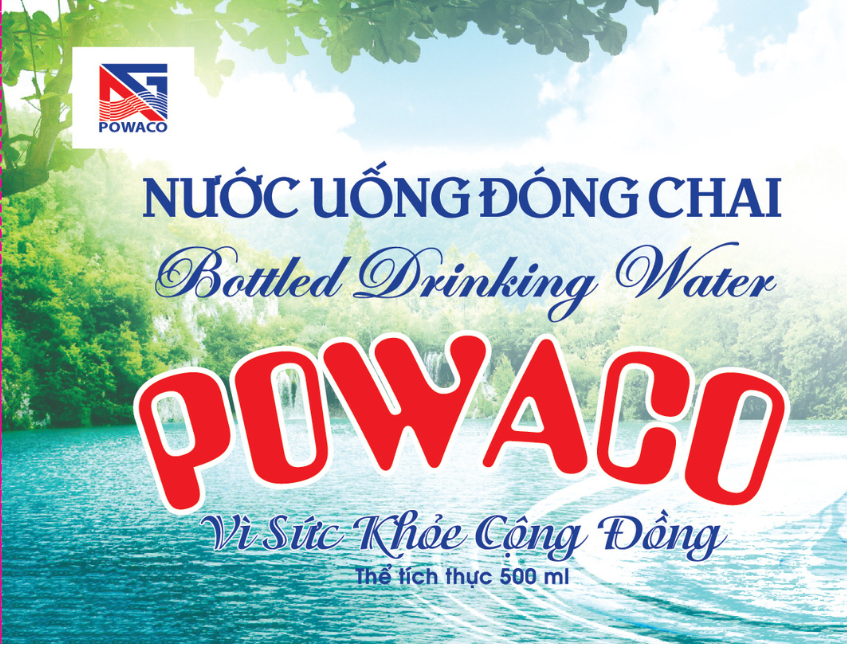 POWACO
NƯỚC UỐNG ĐÓNG CHAI
Bottled Drinking Water
POWACO
Vì Sức Khỏe Cộng Đồng
Thể tích thực 500 ml